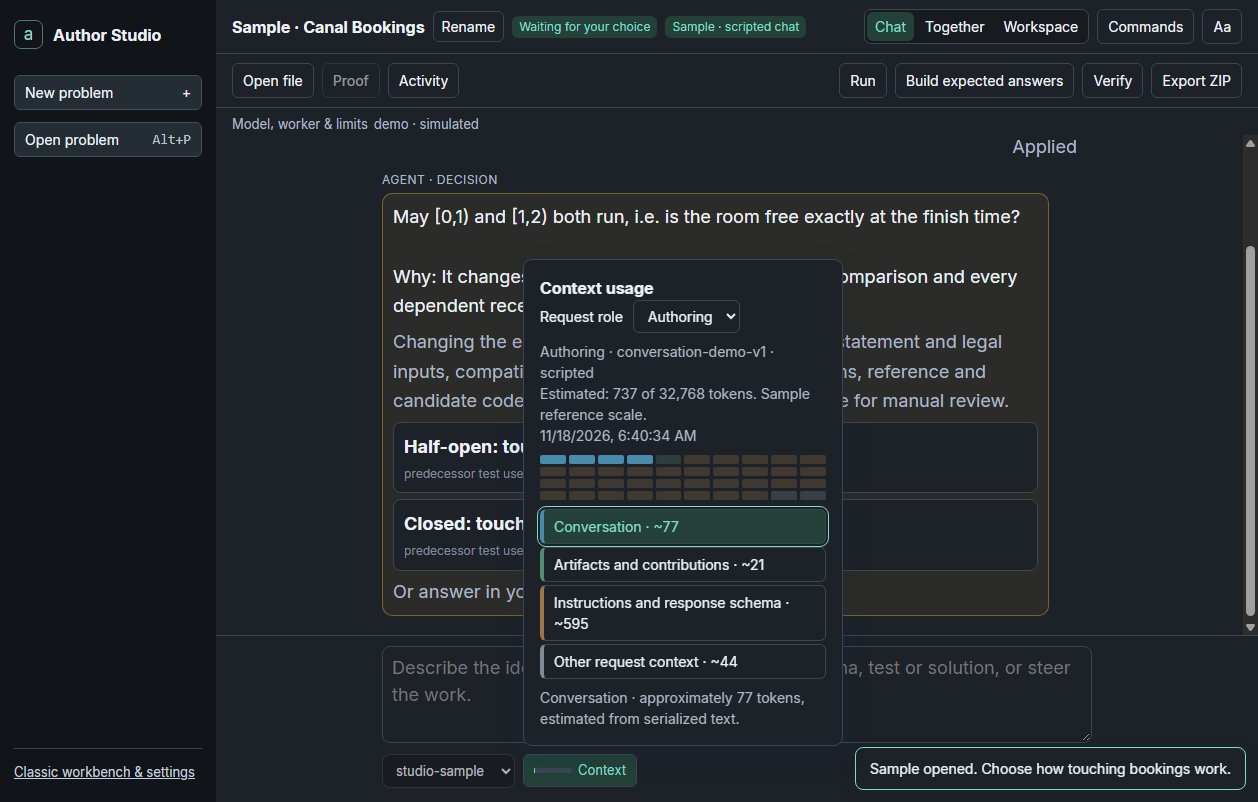 a Author Studio
New problem +
Open problem Alt+P
Classic workbench & settings
Sample · Canal Bookings Rename Waiting for your choice Sample · scripted chat Chat Together Workspace Commands Aa
Open file Proof Activity Run Build expected answers Verify Export ZIP
Model, worker & limits demo · simulated
Applied
AGENT · DECISION
May [0,1) and [1,2) both run, i.e. is the room free exactly at the finish time?
Why: It changes
omparison and every
dependent rece
Changing the e
statement and legal
inputs, compati
ns, reference and
candidate code
e for manual review.
Half-open: tou
predecessor test use
Closed: touch
predecessor test use
Or answer in yo
Context usage
Request role Authoring
Authoring · conversation-demo-v1 ·
scripted
Estimated: 737 of 32,768 tokens. Sample
reference scale.
11/18/2026, 6:40:34 AM
Conversation · ~77
Artifacts and contributions · ~21
Instructions and response schema ·
~595
Other request context · ~44
Conversation · approximately 77 tokens,
estimated from serialized text.
Describe the ide
na, test or solution, or steer
the work.
studio-sample Context
Sample opened. Choose how touching bookings work.